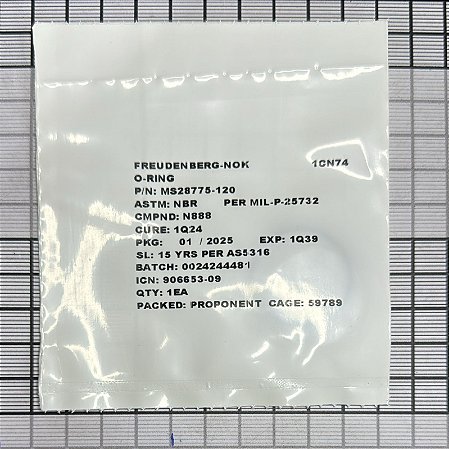 FREUDENBERG-NOK 1CN74
O-RING
P/N: MS28775-120
ASTM: NBR PER MIL-P-25732
CMPND: N888
CURE: 1Q24
PKG: 01 / 2025 EXP: 1Q39
SL: 15 YRS PER AS5316
BATCH: 0024244481
ICN: 906653-09
QTY: 1EA
PACKED: PROPONENT CAGE: 59789